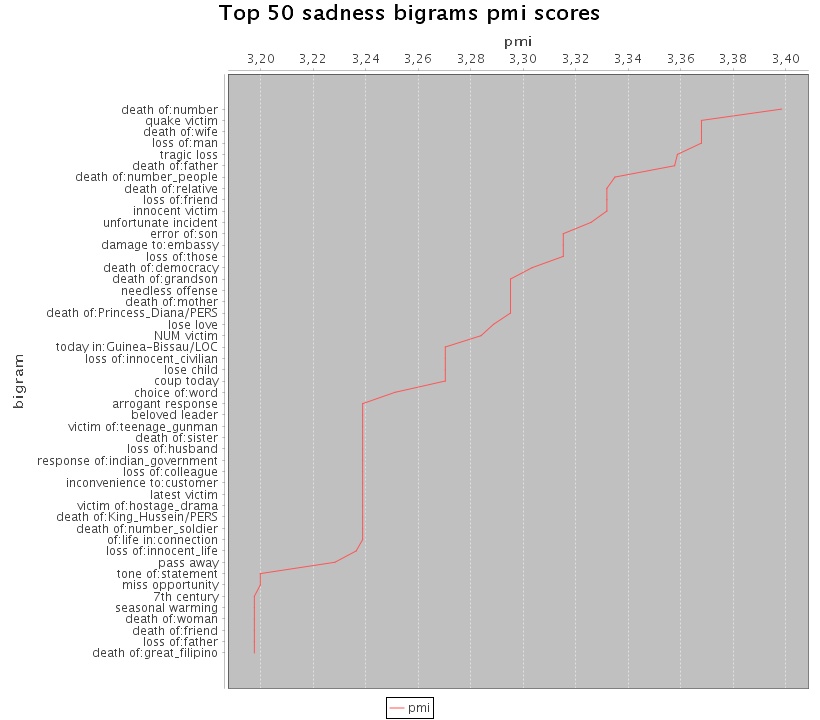 Top 50 sadness bigrams pmi scores
pmi
3,20 3,22 3,24 3,26 3,28 3,30 3,32 3,34 3,36 3,38 3,40
death of:number
quake victim
death of:wife
loss of:man
tragic loss
death of:father
death of:number_people
death of:relative
loss of:friend
innocent victim
unfortunate incident
error of:son
damage to:embassy
loss of:those
death of:democracy
death of:grandson
needless offense
death of:mother
death of:Princess_Diana/PERS
lose love
NUM victim
today in:Guinea-Bissau/LOC
loss of:innocent_civilian
lose child
coup today
choice of:word
arrogant response
beloved leader
victim of:teenage_gunman
death of:sister
loss of:husband
response of:indian_government
loss of:colleague
inconvenience to:customer
latest victim
victim of:hostage_drama
death of:King_Hussein/PERS
death of:number_soldier
of:life in:connection
loss of:innocent_life
pass away
tone of:statement
miss opportunity
7th century
seasonal warming
death of:woman
death of:friend
loss of:father
death of:great_filipino
bigram
pmi